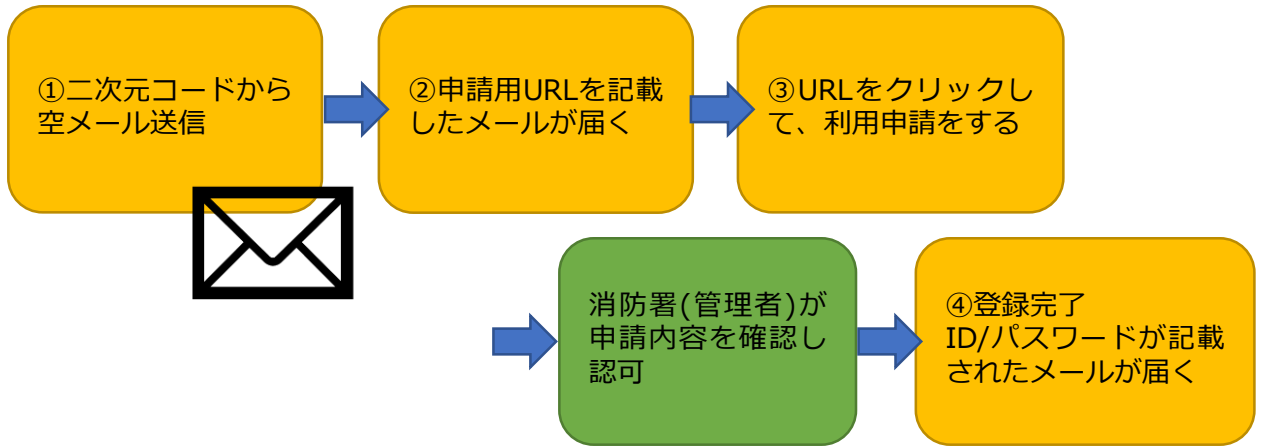 ①二次元コードから
空メール送信
②申請用URLを記載
したメールが届く
③URLをクリックし
て、利用申請をする
消防署(管理者)が
申請内容を確認し
認可
④登録完了
ID/パスワードが記載
されたメールが届く